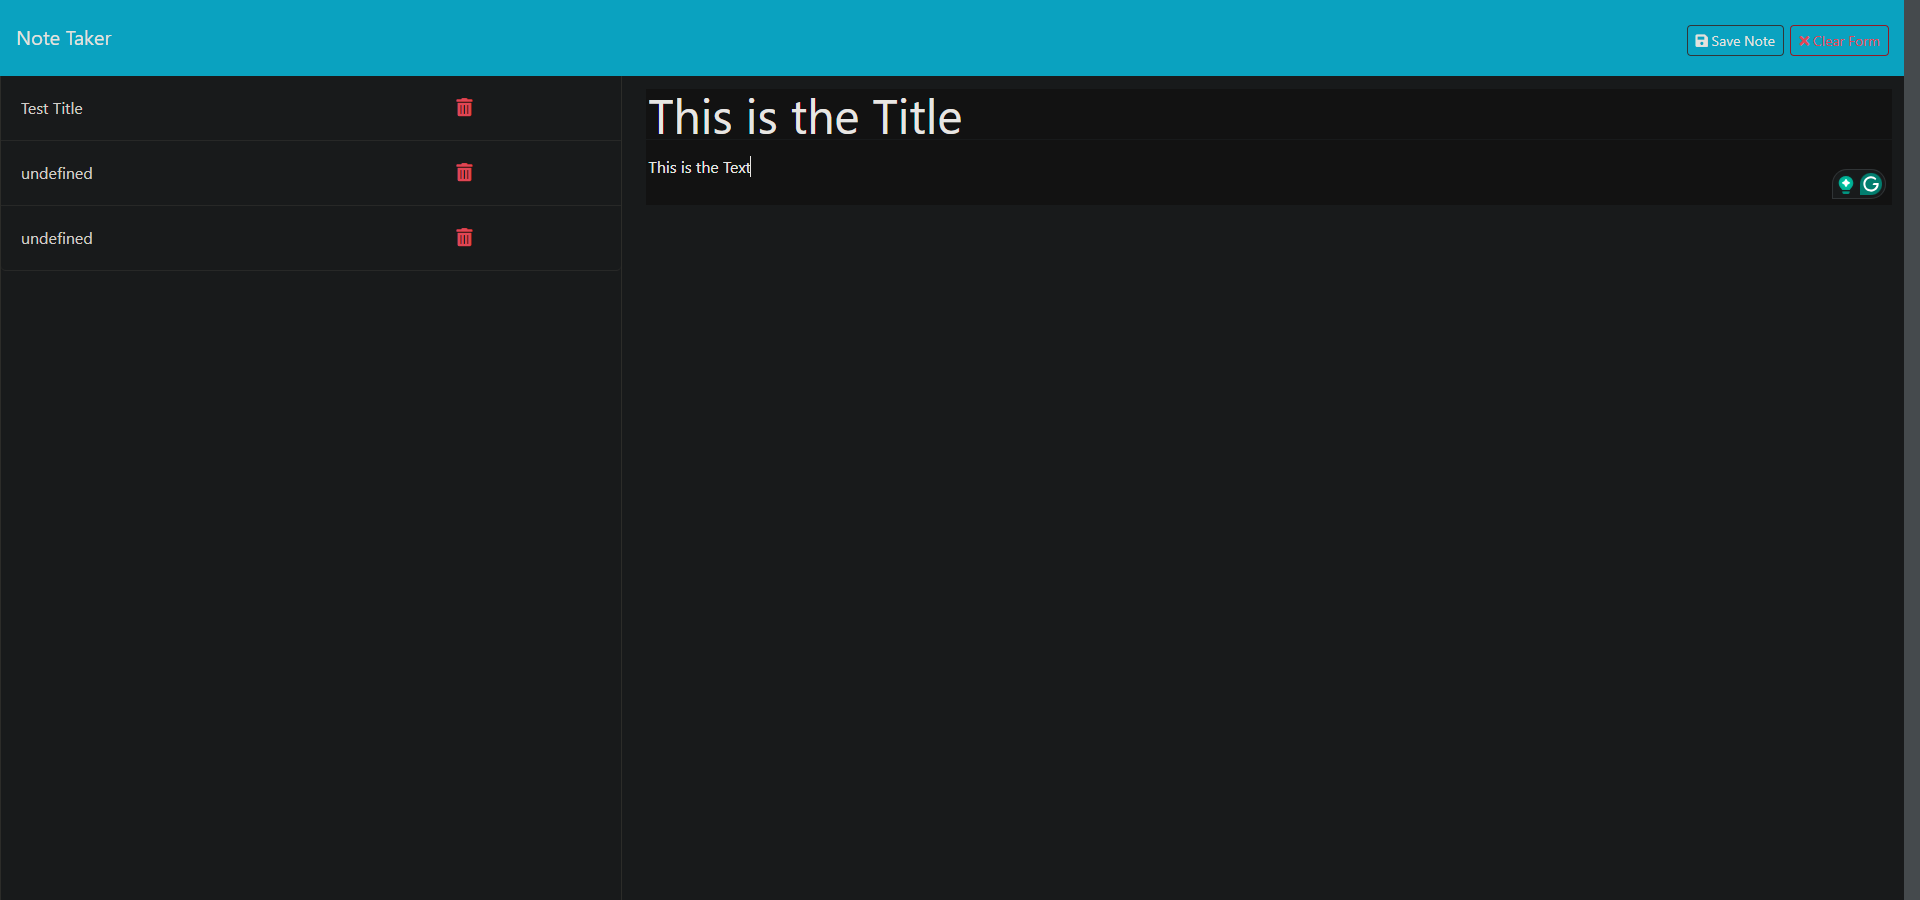 Note Taker
Save Note
Clear Form
Test Title
undefined
undefined
This is the Title
This is the Text